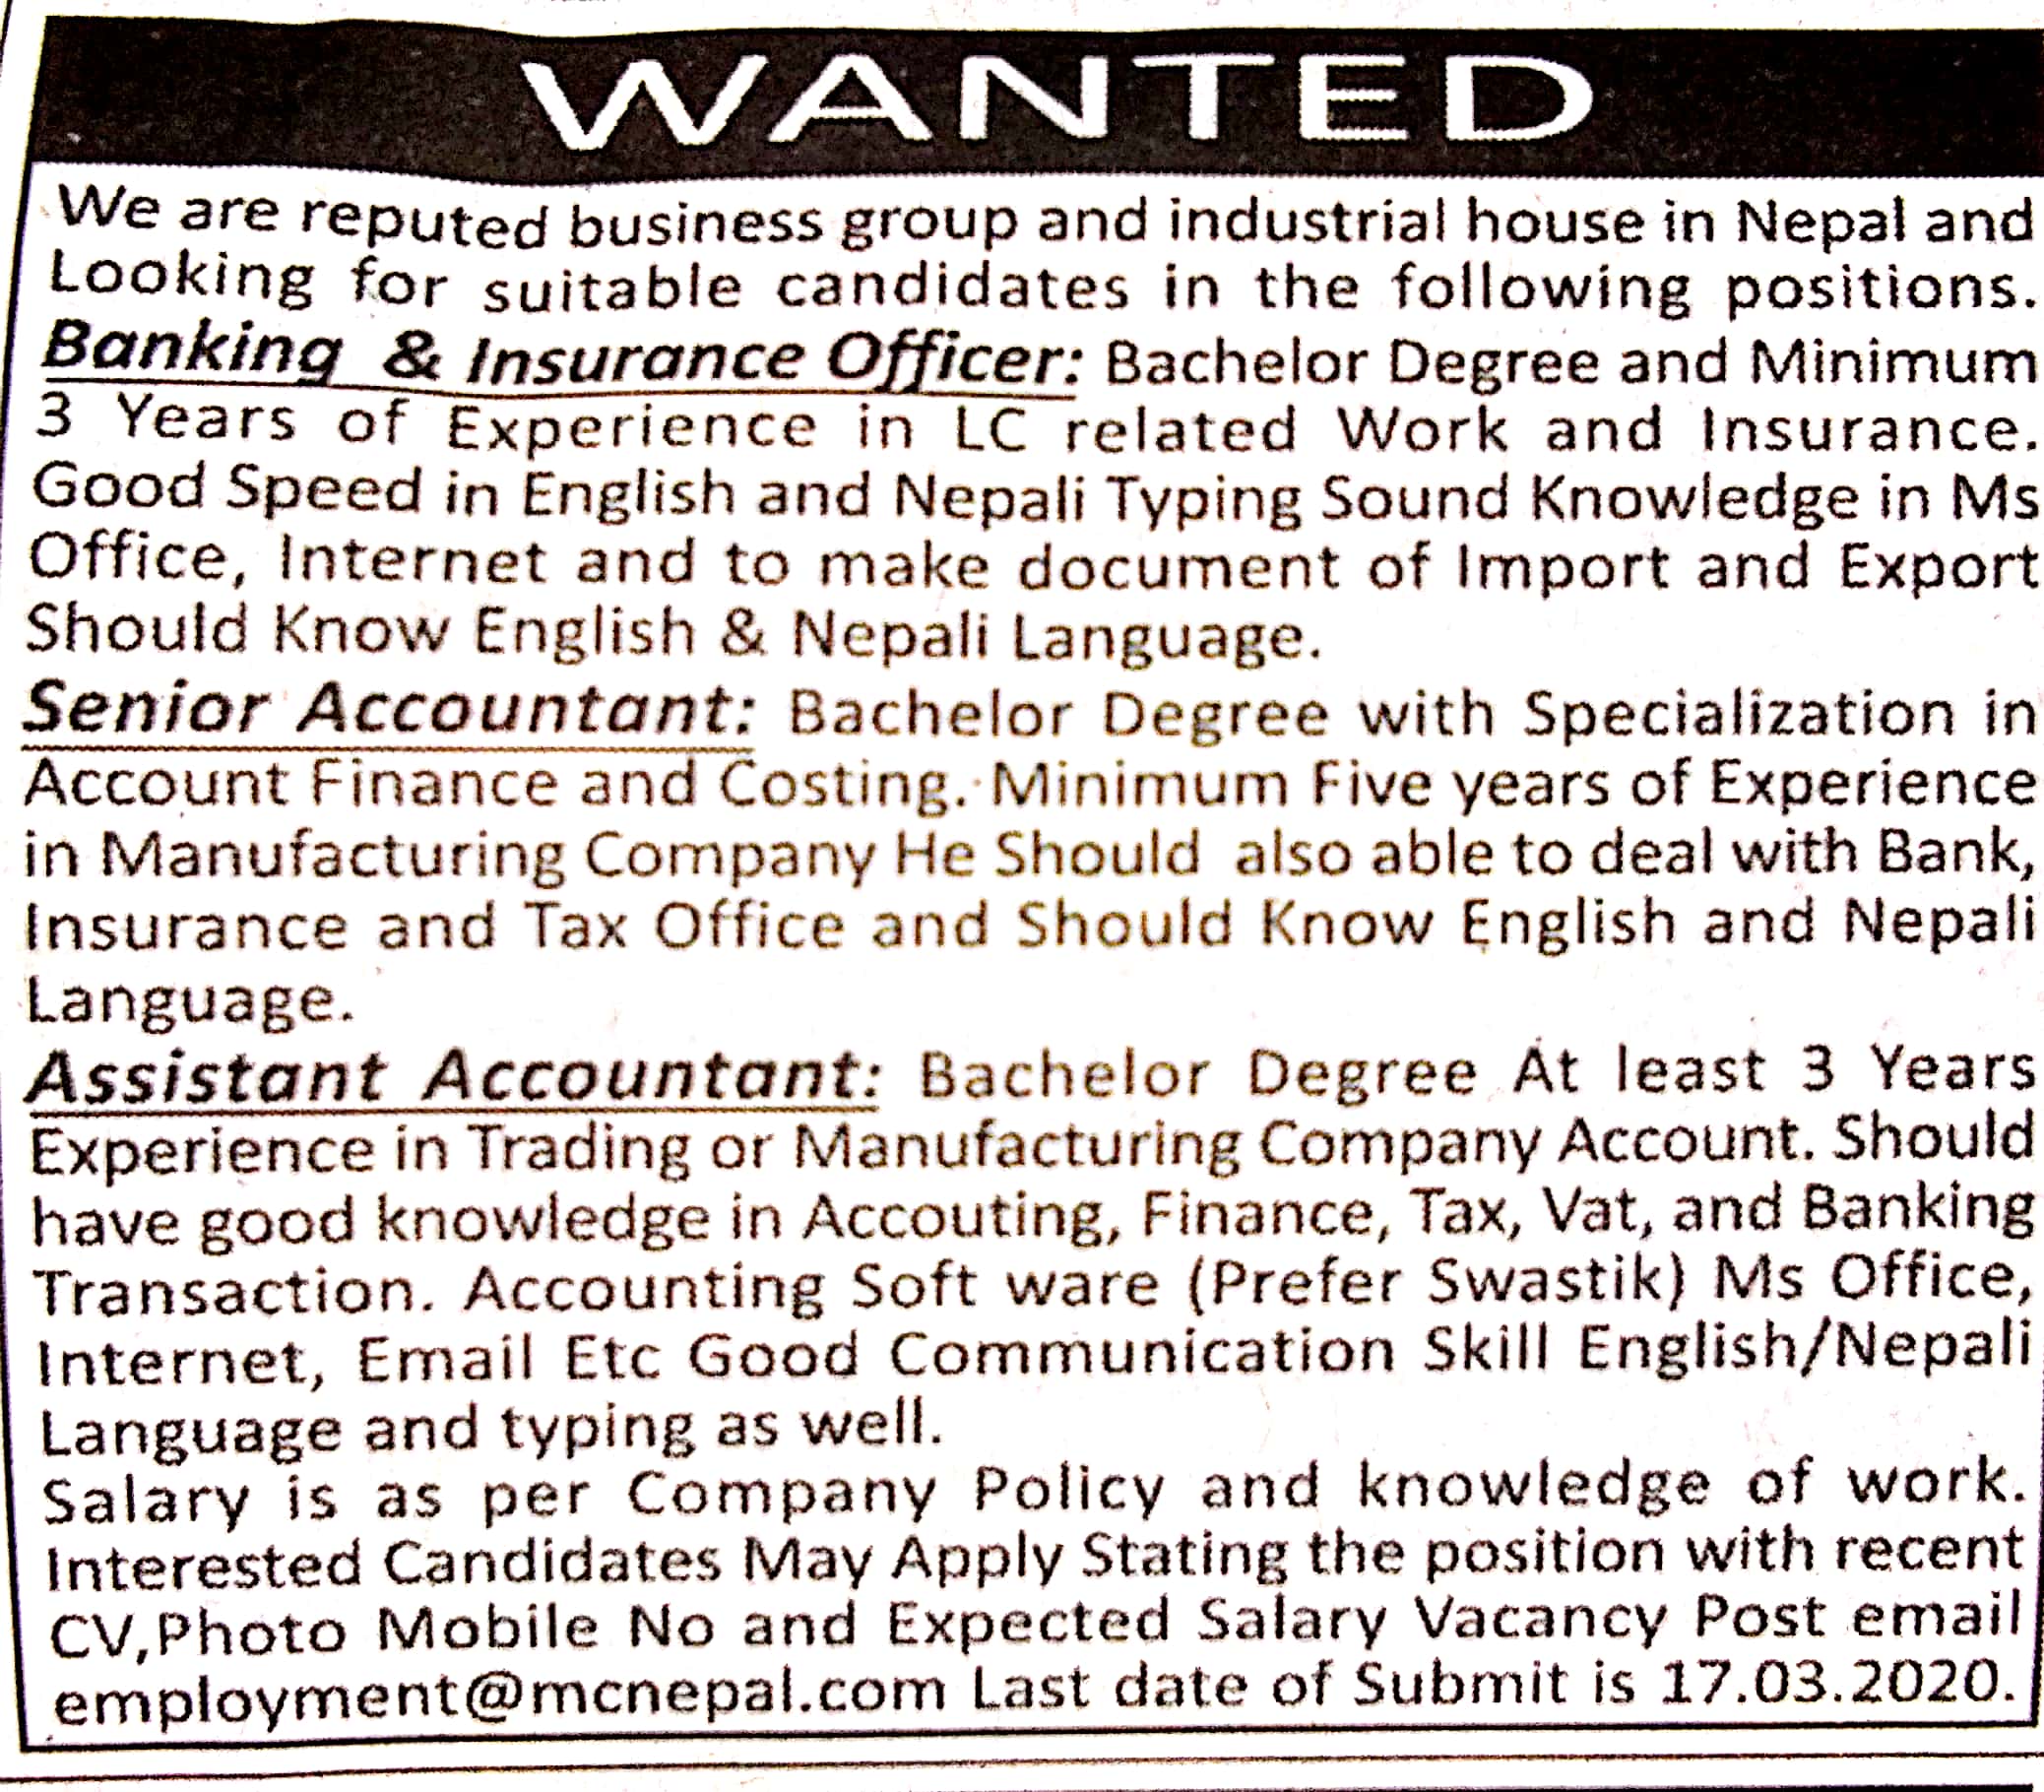 WANTED
We are reputed business group and industrial house in Nepal and
Looking for suitable candidates in the following positions.
Banking & Insurance Officer: Bachelor Degree and Minimum
3 Years of Experience in LC related Work and Insurance.
Good Speed in English and Nepali Typing Sound Knowledge in Ms
Office, Internet and to make document of Import and Export
Should Know English & Nepali Language.
Senior Accountant: Bachelor Degree with Specialization in
Account Finance and Costing. Minimum Five years of Experience
in Manufacturing Company He Should also able to deal with Bank,
Insurance and Tax Office and Should Know English and Nepali
Language.
Assistant Accountant: Bachelor Degree At least 3 Years
Experience in Trading or Manufacturing Company Account. Should
have good knowledge in Accouting, Finance, Tax, Vat, and Banking
Transaction. Accounting Soft ware (Prefer Swastik) Ms Office,
Internet, Email Etc Good Communication Skill English/Nepali
Language and typing as well.
Salary is as per Company Policy and knowledge of work.
Interested Candidates May Apply Stating the position with recent
CV,Photo Mobile No and Expected Salary Vacancy Post email
employment@mcnepal.com Last date of Submit is 17.03.2020.